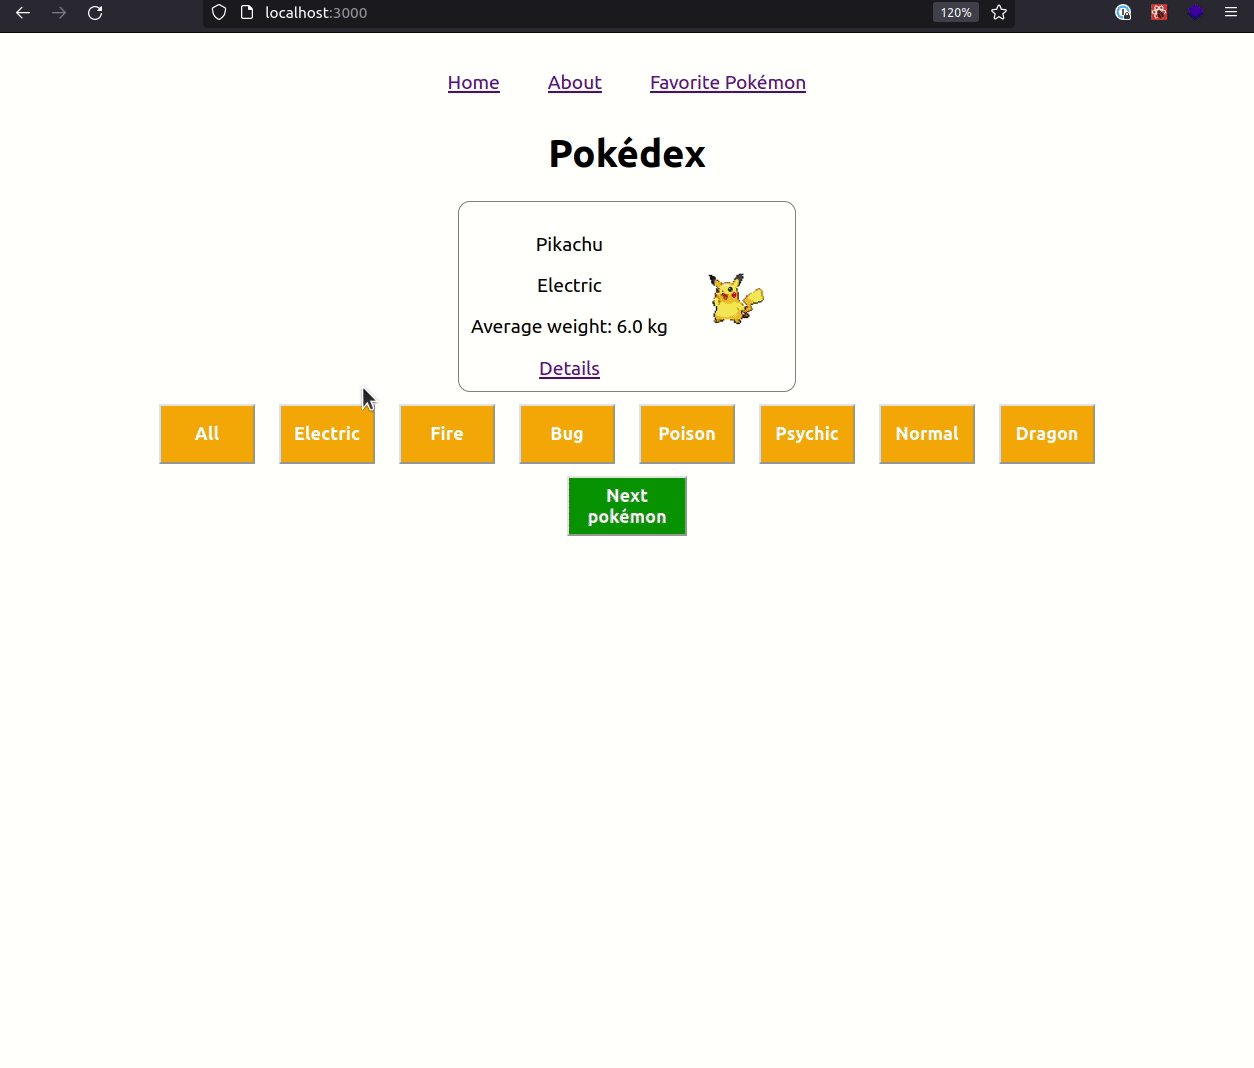 localhost:3000 120%
Home About Favorite Pokémon
Pokédex
Pikachu
Electric
Average weight: 6.0 kg
Details
All Electric Fire Bug Poison Psychic Normal Dragon
Next
pokémon